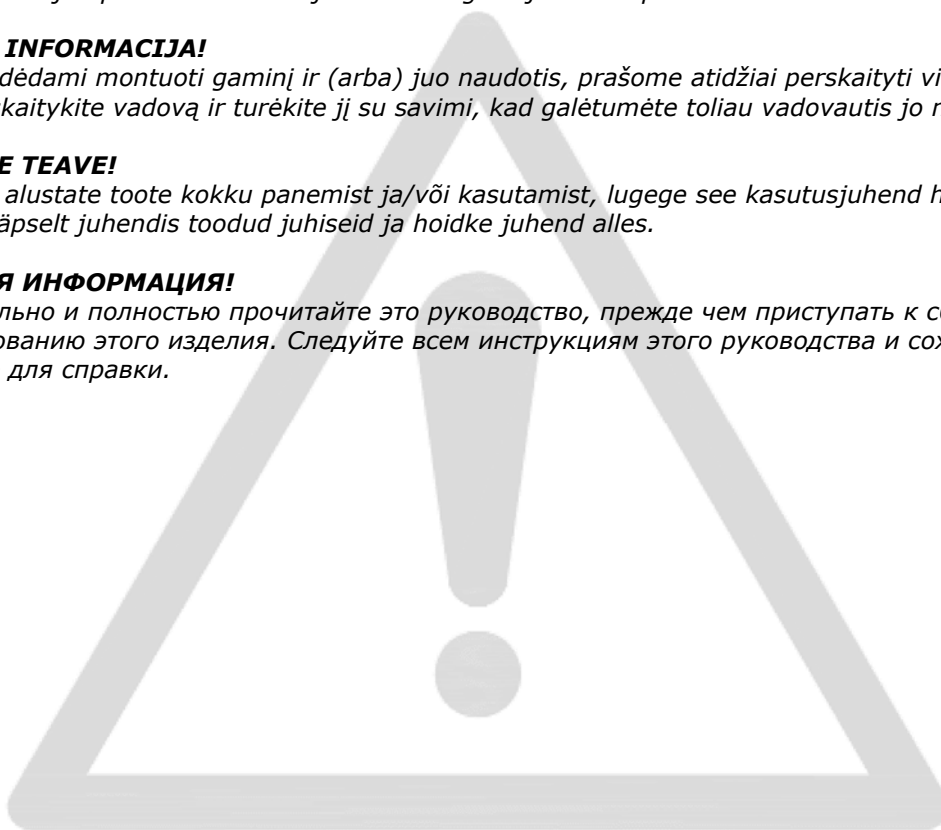 INFORMACIJA!
dėdami montuoti gaminį ir (arba) juo naudotis, prašome atidžiai perskaityti vi
kaitykite vadovą ir turėkite jį su savimi, kad galėtumėte toliau vadovautis jo
E TEAVE!
alustate toote kokku panemist ja/või kasutamist, lugege see kasutusjuhend
äpselt juhendis toodud juhiseid ja hoidke juhend alles.
Я ИНФОРМАЦИЯ!
льно и полностью прочитайте это руководство, прежде чем приступать к
ованию этого изделия. Следуйте всем инструкциям этого руководства и
для справки.